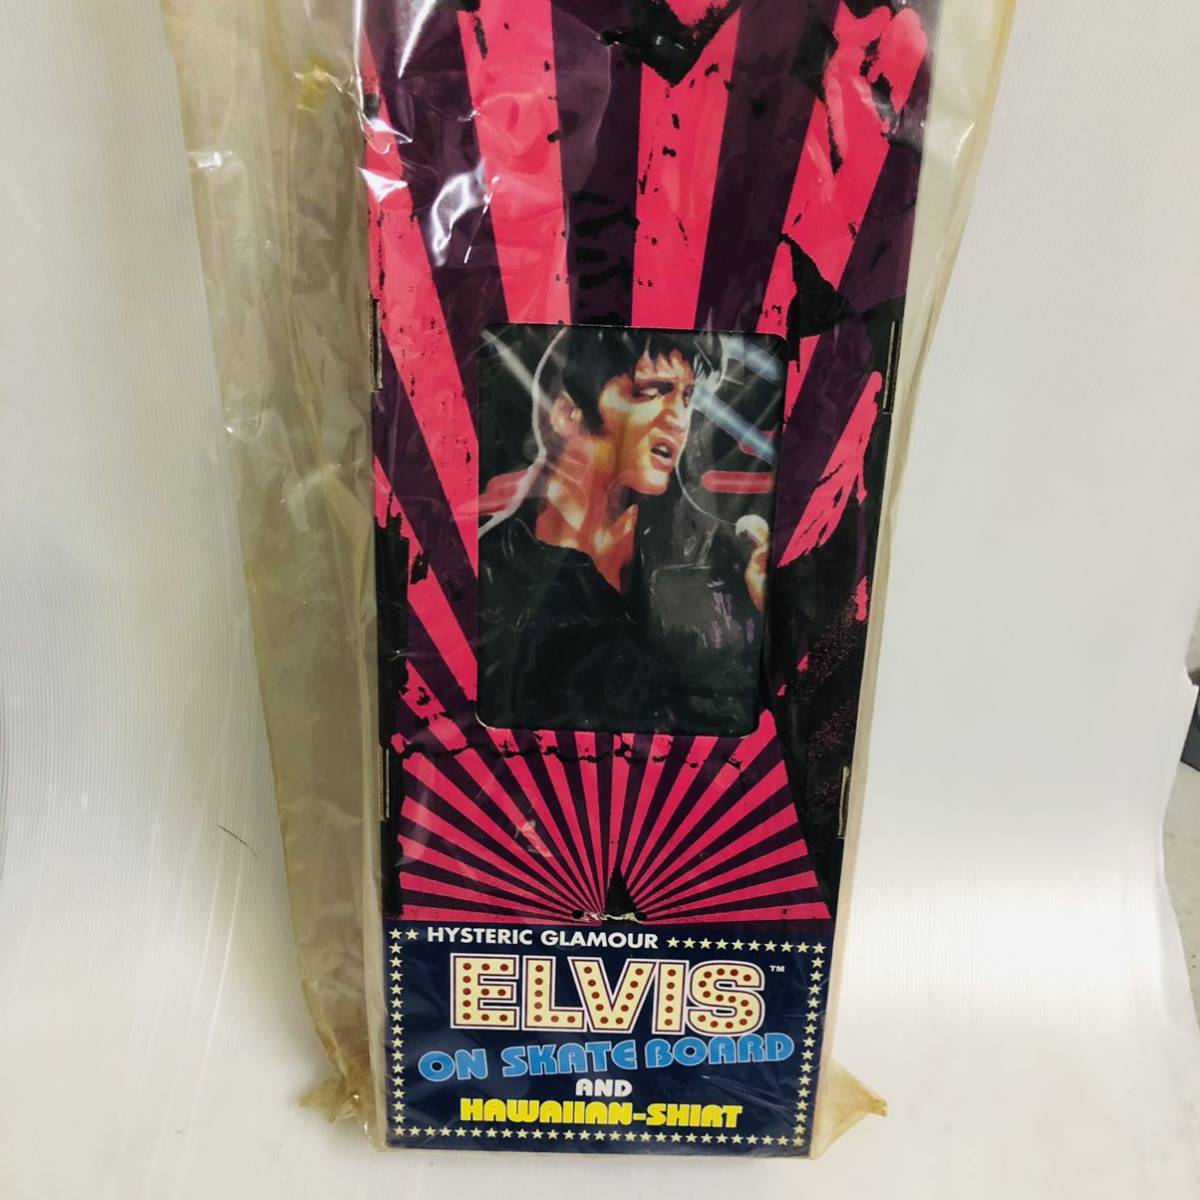 HYSTERIC GLAMOUR
ELVIS™
ON SKATE BOARD
AND
HAWAIIAN-SHIRT